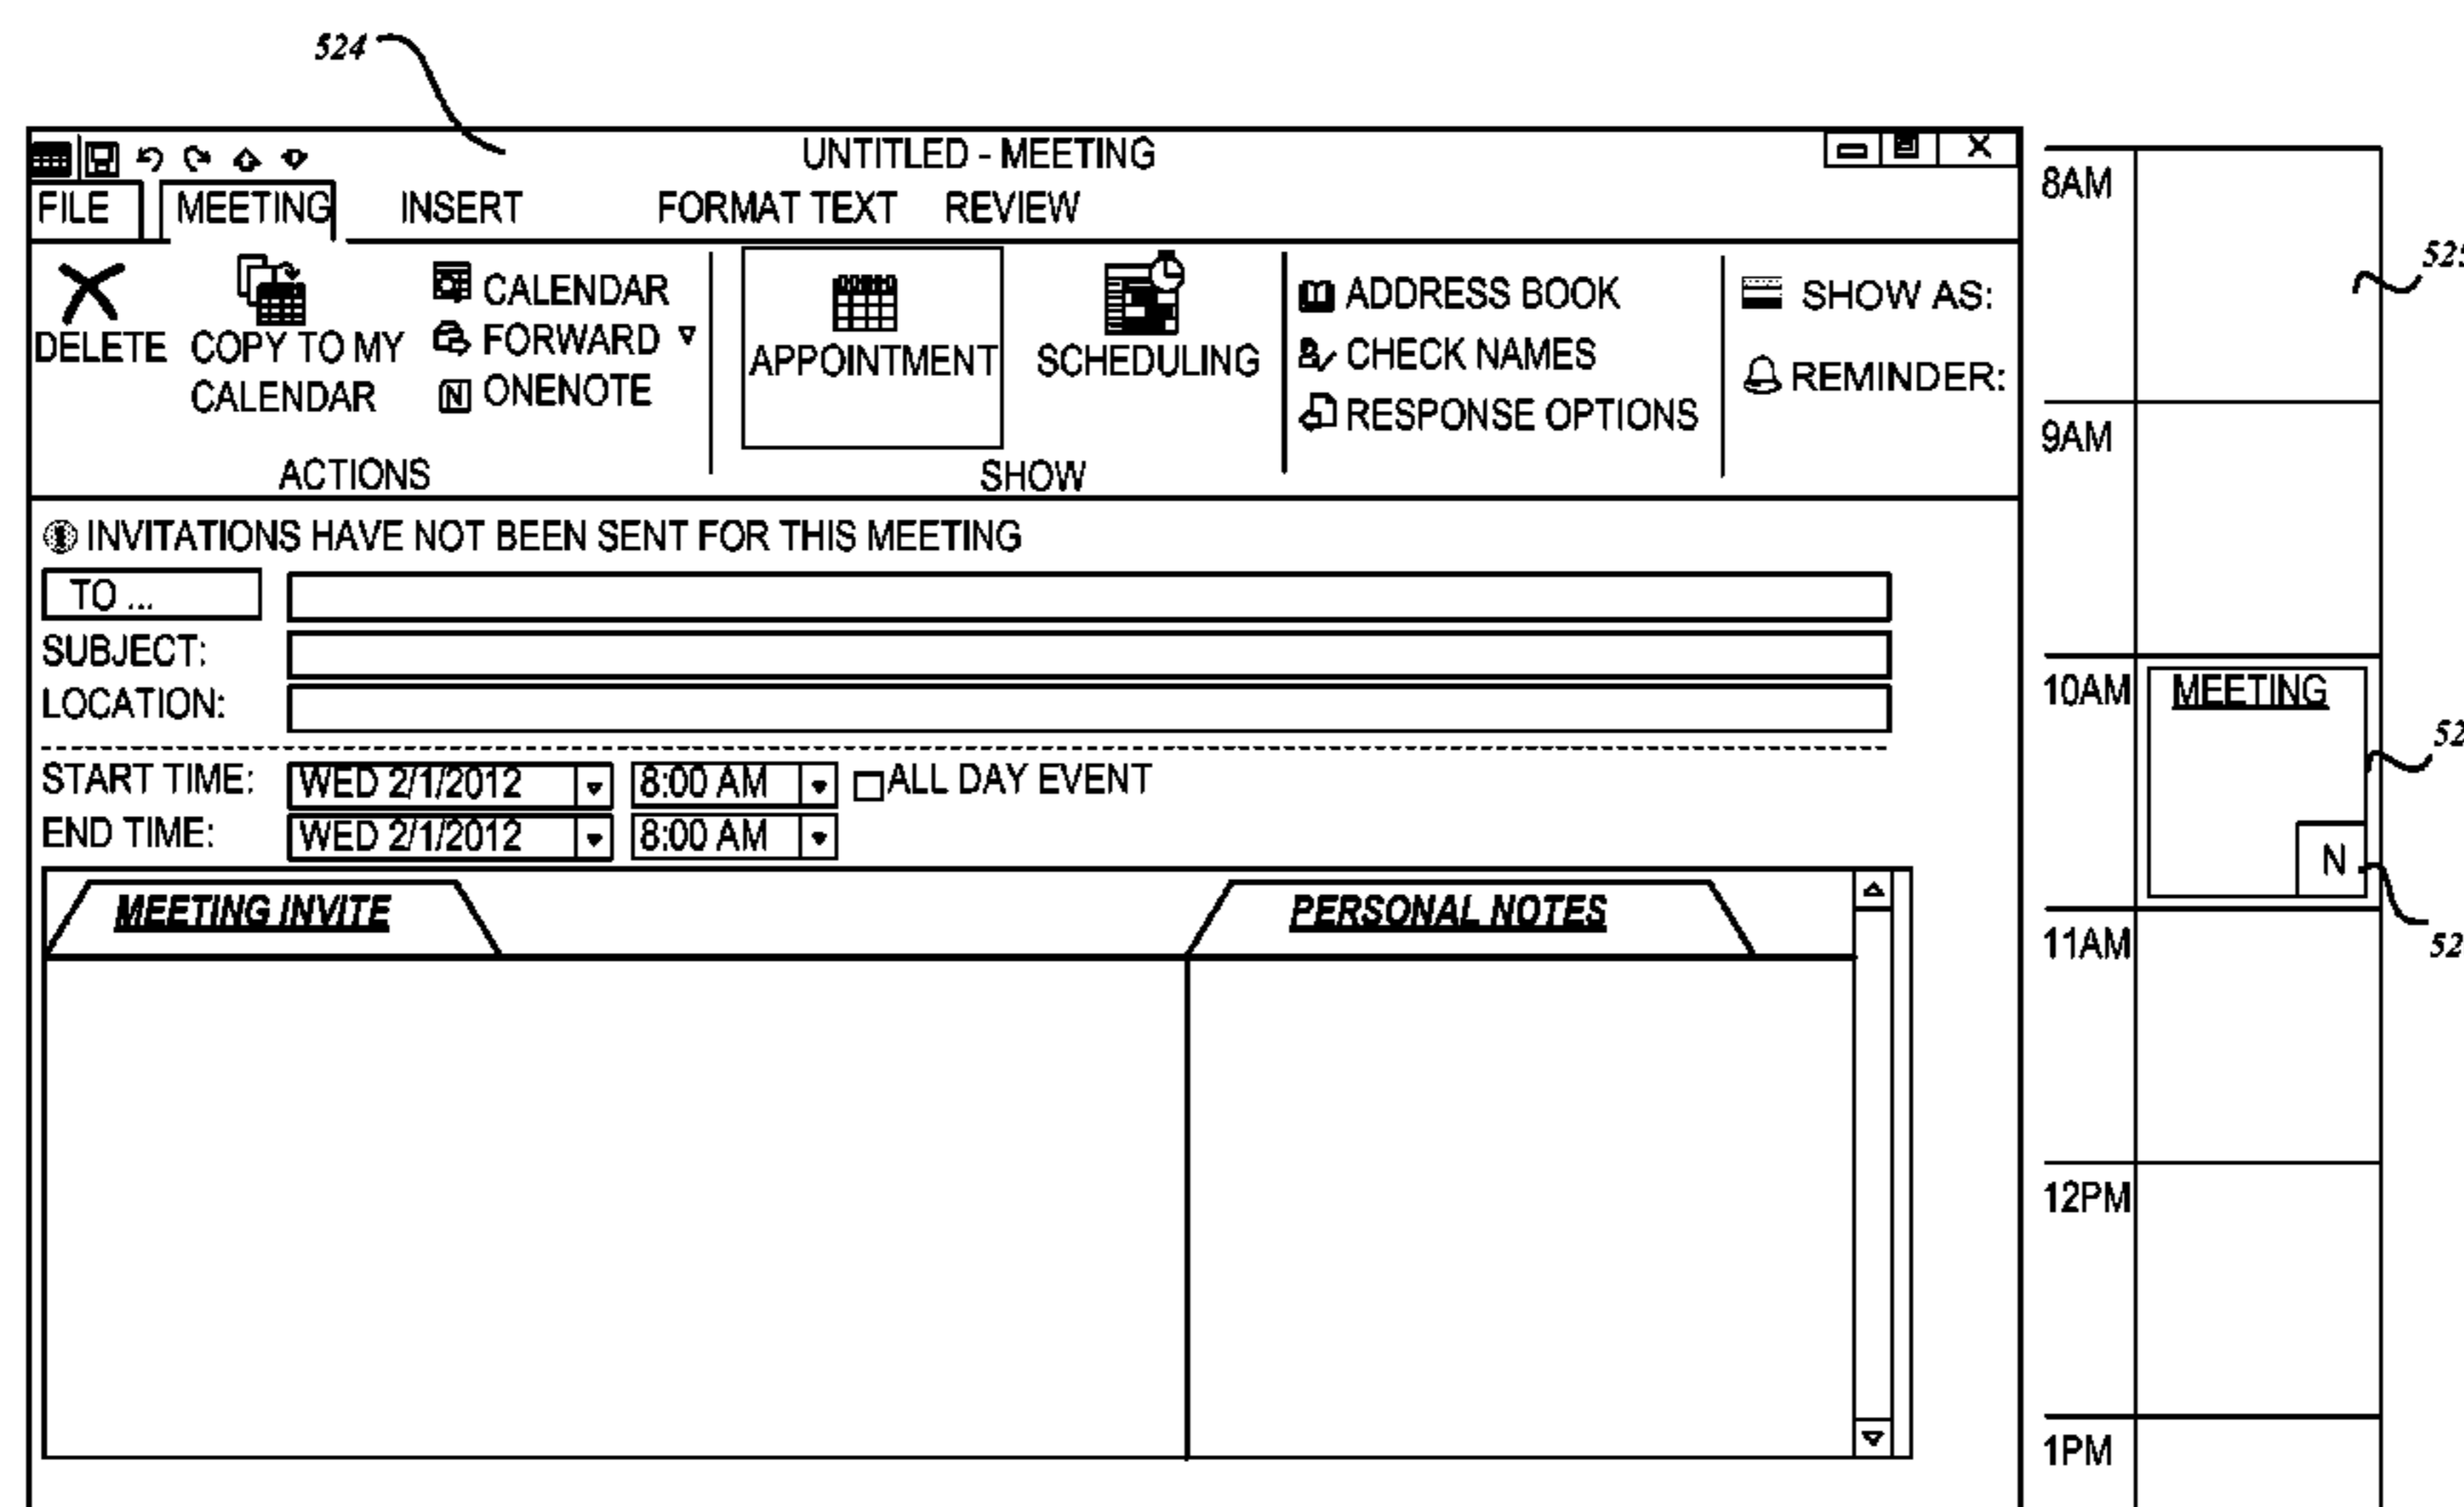 524
UNTITLED - MEETING
FILE MEETING INSERT FORMAT TEXT REVIEW
DELETE
COPY TO MY
CALENDAR
CALENDAR
FORWARD
N ONENOTE
ACTIONS
APPOINTMENT
SCHEDULING
SHOW
ADDRESS BOOK
CHECK NAMES
RESPONSE OPTIONS
SHOW AS:
REMINDER:
INVITATIONS HAVE NOT BEEN SENT FOR THIS MEETING
TO ...
SUBJECT:
LOCATION:
START TIME: WED 2/1/2012 8:00 AM ALL DAY EVENT
END TIME: WED 2/1/2012 8:00 AM
MEETING INVITE
PERSONAL NOTES
8AM
9AM
10AM MEETING
N
11AM
12PM
1PM